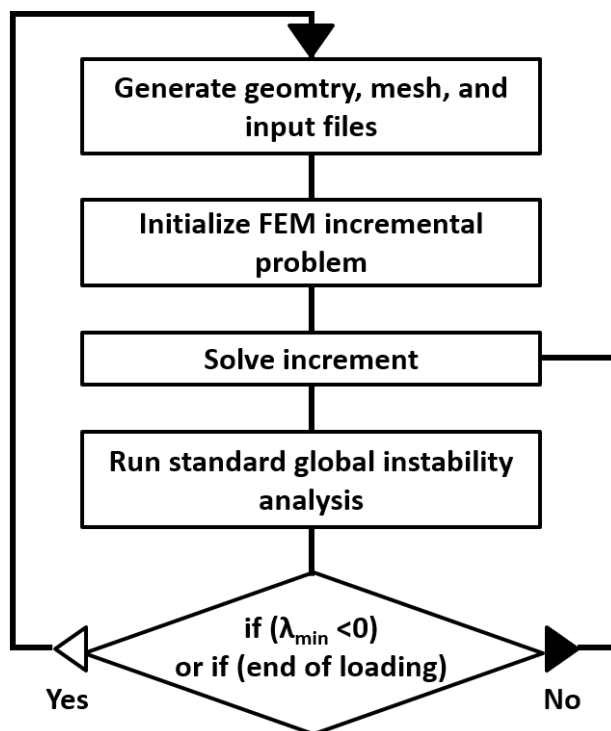 Generate geomtry, mesh, and
input files
Initialize FEM incremental
problem
Solve increment
Run standard global instability
analysis
if (λmin <0)
or if (end of loading)
Yes
No